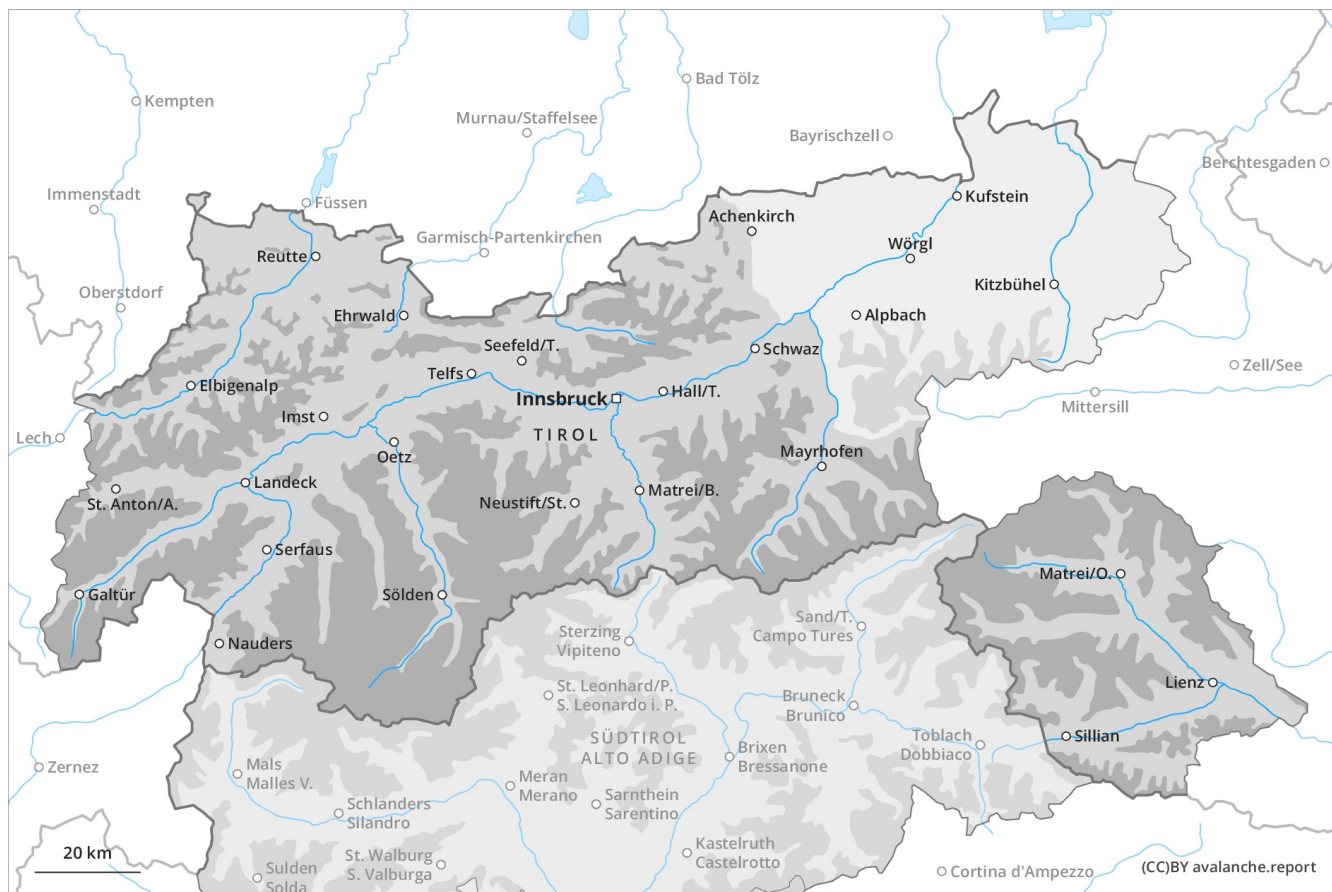 Kempten
Bad Tölz
Murnau/Staffelsee
Bayrischzell
Berchtesgaden
Immenstadt
Füssen
Kufstein
Achenkirch
Garmisch-Partenkirchen
Wörgl
Reutte
Kitzbühel
Oberstdorf
Ehrwald
Alpbach
Seefeld/T.
Schwaz
Zell/See
Telfs
Elbigenalp
Hall/T.
Innsbruck
Mittersill
Imst
Lech
TIROL
Oetz
Mayrhofen
Landeck
Matrei/B.
St. Anton/A.
Neustift/St.
Serfaus
Matrei/O.
Galtür
Sölden
Sand/T.
Campo Tures
Sterzing
Vipiteno
Nauders
Lienz
St. Leonhard/P.
S. Leonardo i. P.
Bruneck
Brunico
SÜDTIROL
ALTO ADIGE
Toblach
Dobbiaco
Sillian
Brixen
Bressanone
Zernez
Mals
Malles V.
Meran
Merano
Sarnthein
Sarentino
Schlanders
Silandro
Kastelruth
Castelrotto
20 km
St. Walburg
S. Valburga
Sulden
Solda
Cortina d'Ampezzo
(CC)BY avalanche.report